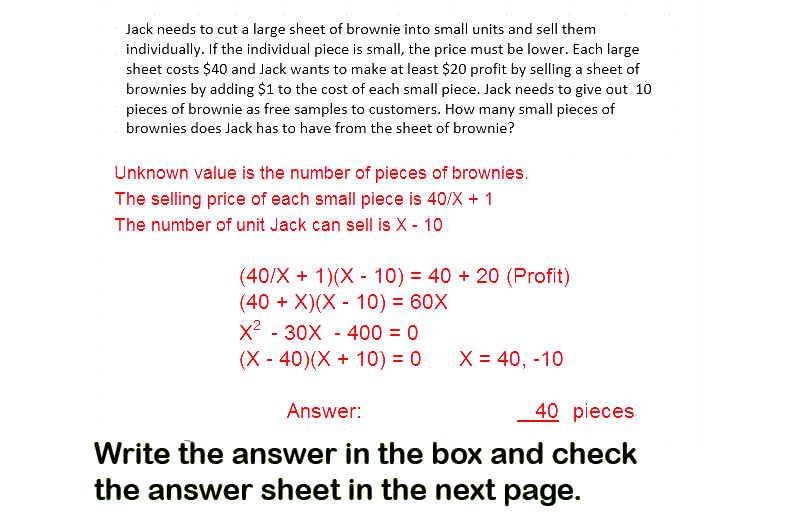 Jack needs to cut a large sheet of brownie into small units and sell them
individually. If the individual piece is small, the price must be lower. Each large
sheet costs $40 and Jack wants to make at least $20 profit by selling a sheet of
brownies by adding $1 to the cost of each small piece. Jack needs to give out  10
pieces of brownie as free samples to customers. How many small pieces of
brownies does Jack has to have from the sheet of brownie?
Unknown value is the number of pieces of brownies.
The selling price of each small piece is 40/X + 1
The number of unit Jack can sell is X - 10
(40/X + 1)(X - 10) = 40 + 20 (Profit)
(40 + X)(X - 10) = 60X
X² - 30X - 400 = 0
(X - 40)(X + 10) = 0 X = 40, -10
Answer: 40 pieces
Write the answer in the box and check
the answer sheet in the next page.